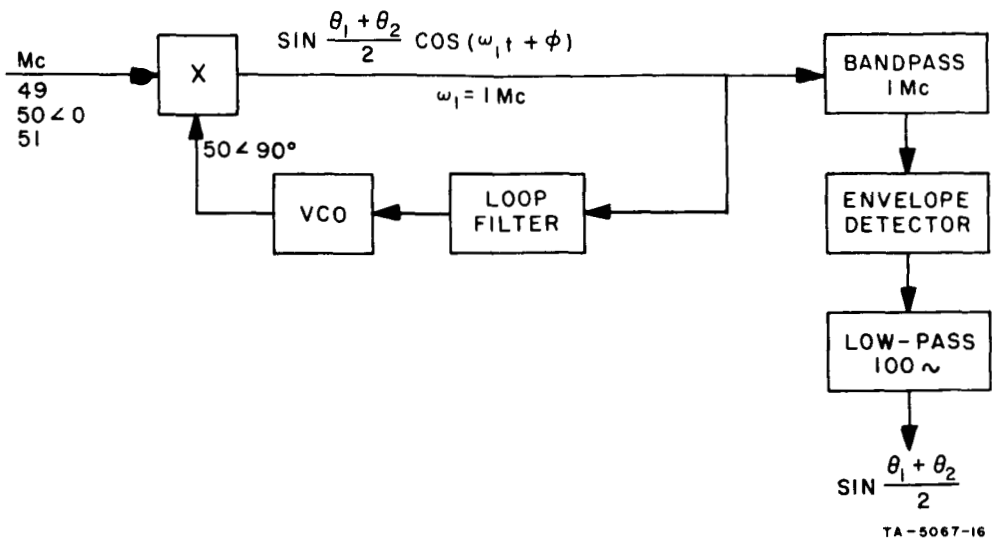 Mc
49
50∠0
51
X
SIN (θ₁ + θ₂)/2 COS (ω₁t + φ)
ω₁ = 1 Mc
50∠90°
VCO
LOOP
FILTER
BANDPASS
1 Mc
ENVELOPE
DETECTOR
LOW-PASS
100 ~
SIN (θ₁ + θ₂)/2
TA-5067-16